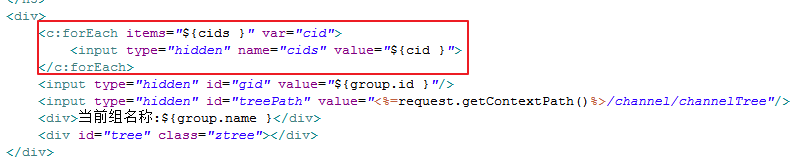 <div>
<c:forEach items="${cids }" var="cid">
<input type="hidden" name="cids" value="${cid }">
</c:forEach>
<input type="hidden" id="gid" value="${group.id }"/>
<input type="hidden" id="treePath" value="<%=request.getContextPath()%>/channel/channelTree"/>
<div>当前组名称:${group.name }</div>
<div id="tree" class="ztree"></div>
</div>